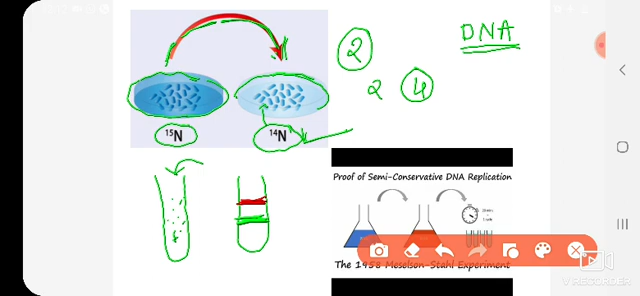 DNA
2
2 4
15N
14N
Proof of Semi-Conservative DNA Replication
The 1958 Meselson-Stahl Experiment
V RECORDER